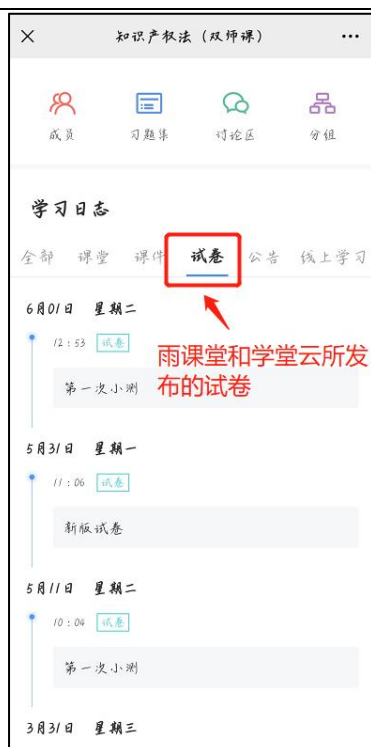 知识产权法（双师课）
成员 习题集 讨论区 分组
学习日志
全部 课堂 课件 试卷 公告 线上学习
6月01日 星期二
12:53 试卷
雨课堂和学堂云所发
布的试卷
第一次小测
5月31日 星期一
11:06 试卷
新版试卷
5月11日 星期二
10:04 试卷
第一次小测
3月31日 星期三